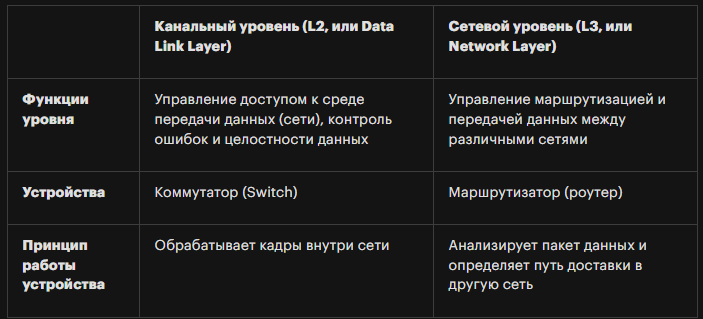 Канальный уровень (L2, или Data
Link Layer)
Сетевой уровень (L3, или
Network Layer)
Функции
уровня
Управление доступом к среде
передачи данных (сети), контроль
ошибок и целостности данных
Управление маршрутизацией и
передачей данных между
различными сетями
Устройства
Коммутатор (Switch)
Маршрутизатор (роутер)
Принцип
работы
устройства
Обрабатывает кадры внутри сети
Анализирует пакет данных и
определяет путь доставки в
другую сеть